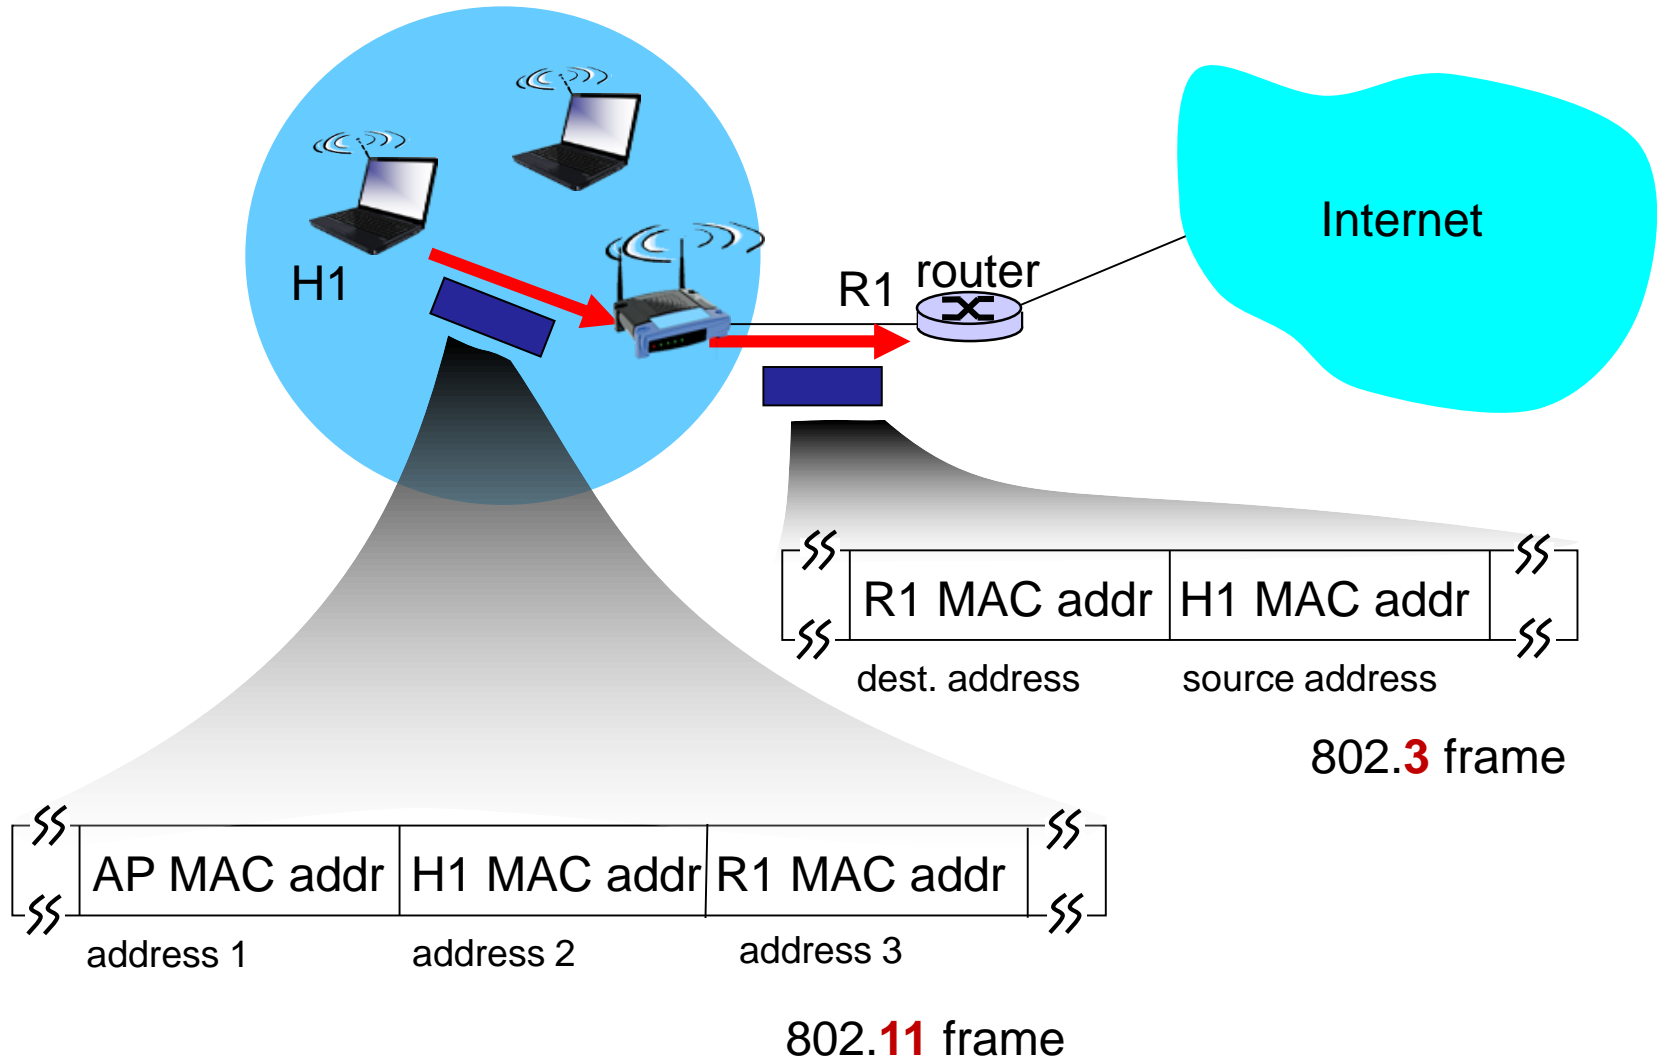 Internet
router
R1
H1
R1 MAC addr H1 MAC addr
dest. address source address
802.3 frame
AP MAC addr H1 MAC addr R1 MAC addr
address 1 address 2 address 3
802.11 frame